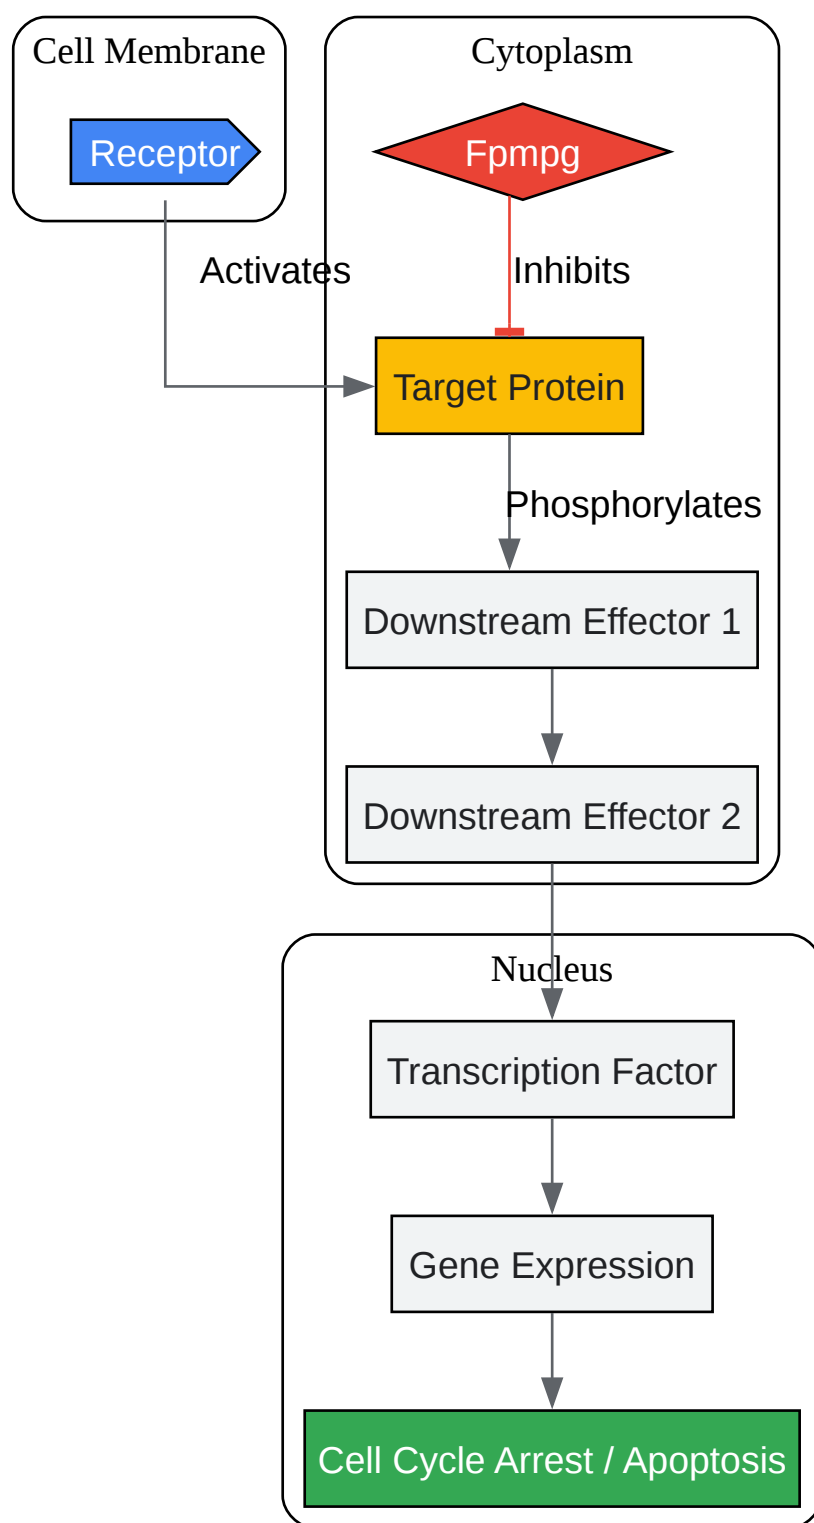 Cell Membrane
Cytoplasm
Receptor
Fpmpg
Activates
Inhibits
Target Protein
Phosphorylates
Downstream Effector 1
Downstream Effector 2
Nucleus
Transcription Factor
Gene Expression
Cell Cycle Arrest / Apoptosis